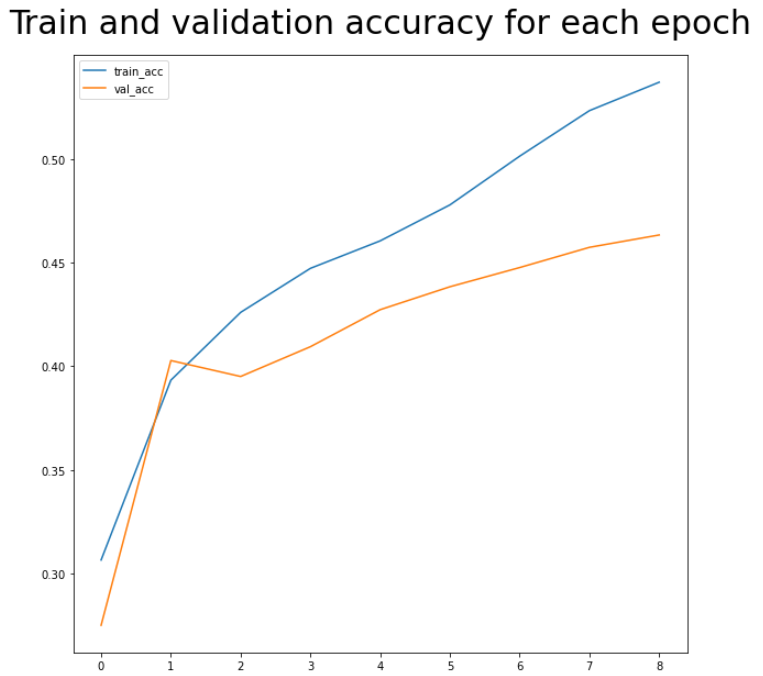 Train and validation accuracy for each epoch
train_acc
val_acc
0.50
0.45
0.40
0.35
0.30
0 1 2 3 4 5 6 7 8